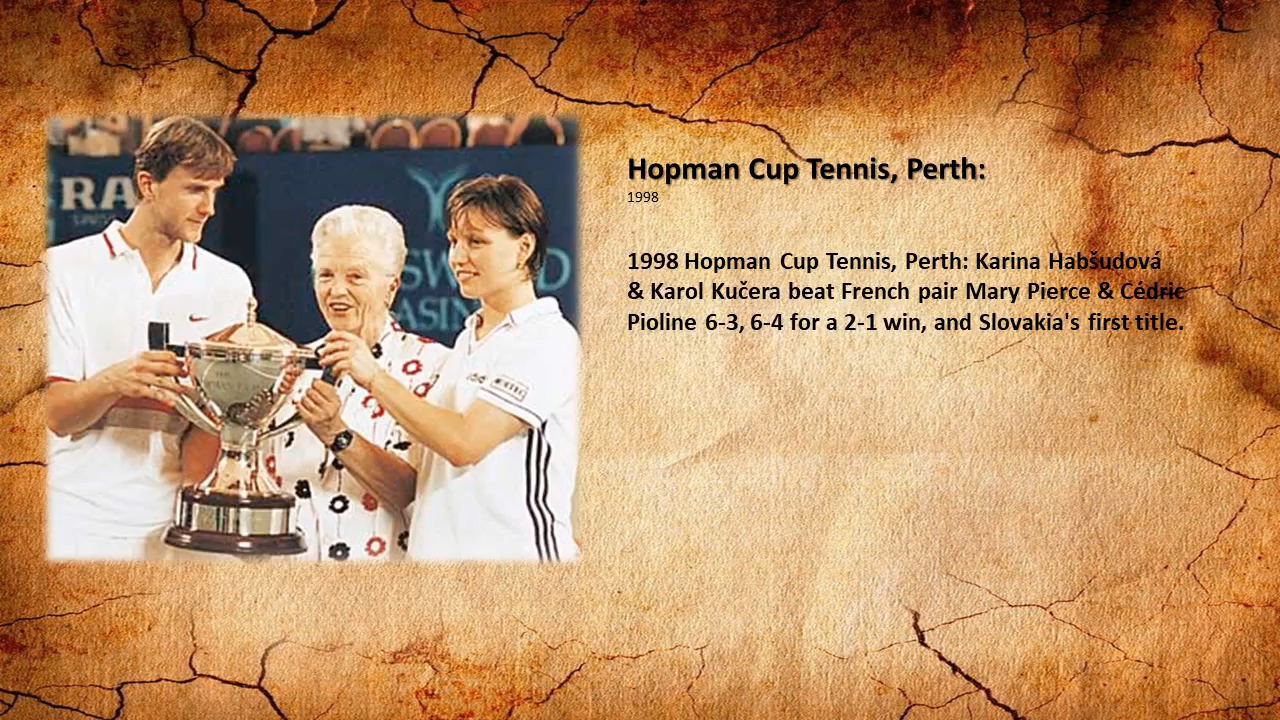 Hopman Cup Tennis, Perth:
1998
1998 Hopman Cup Tennis, Perth: Karina Habšudová
& Karol Kučera beat French pair Mary Pierce & Cédric
Pioline 6-3, 6-4 for a 2-1 win, and Slovakia's first title.
RA